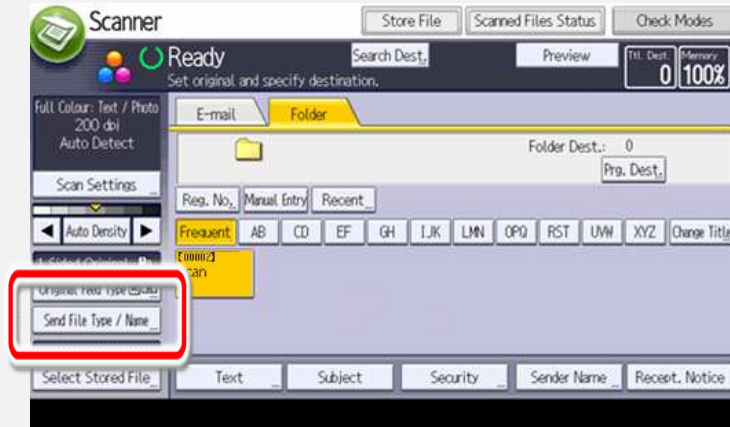 Scanner
Store File
Scanned Files Status
Check Modes
Ready
Search Dest.
Preview
Ttl. Dest.
0
Memory
100%
Set original and specify destination.
Full Colour: Text / Photo
200 dpi
Auto Detect
Scan Settings
Auto Density
Original Feed Type
Send File Type / Name
Select Stored File
E-mail
Folder
Folder Dest.: 0
Prg. Dest.
Reg. No.
Manual Entry
Recent
Frequent
AB
CD
EF
GH
IJK
LMN
OPQ
RST
UVW
XYZ
Change Title
[00002]
scan
Text
Subject
Security
Sender Name
Recept. Notice